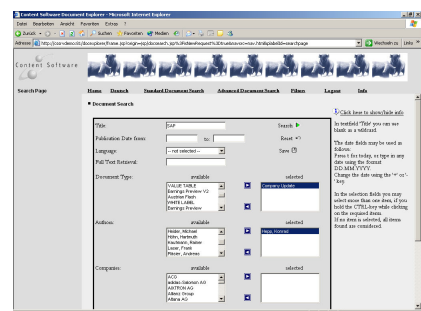 Content Software Document Explorer - Microsoft Internet Explorer
Datei Bearbeiten Ansicht Favoriten Extras ?
Zurück Suchen Favoriten Medien
Adresse Wechseln zu Links »
Content Software
Search Page
Home Deutsch Standard Document Search Advanced Document Search Filters Logout Info
Document Search
Click here to show/hide info
Title: SAP Search
Publication Date from: to: Reset
Language: -- not selected -- Save
Full Text Retrieval:
Document Type: available selected
VALUE TABLE
Earnings Preview V2
Austrian Flash
WHITE LABEL
Earnings Preview
Company Update
Authors: available selected
Heider, Michael
Höhn, Hartmuth
Kaufmann, Rainer
Leser, Frank
Meixen, Andreas
Companies: available selected
ACG
adidas-Salomon AG
AIXTRON AG
Allianz Group
Altana AG
In textfield 'Title' you can use
blank as a wildcard.
The date fields may be used as
follows:
Press t for today, or type in any
date using the format
DD.MM.YYYY.
Change the date using the '+' or '-
' key.
In the selection fields you may
select more than one item, if you
hold the CTRL-key while clicking
on the required items.
If no item is selected, all items
found are considered.